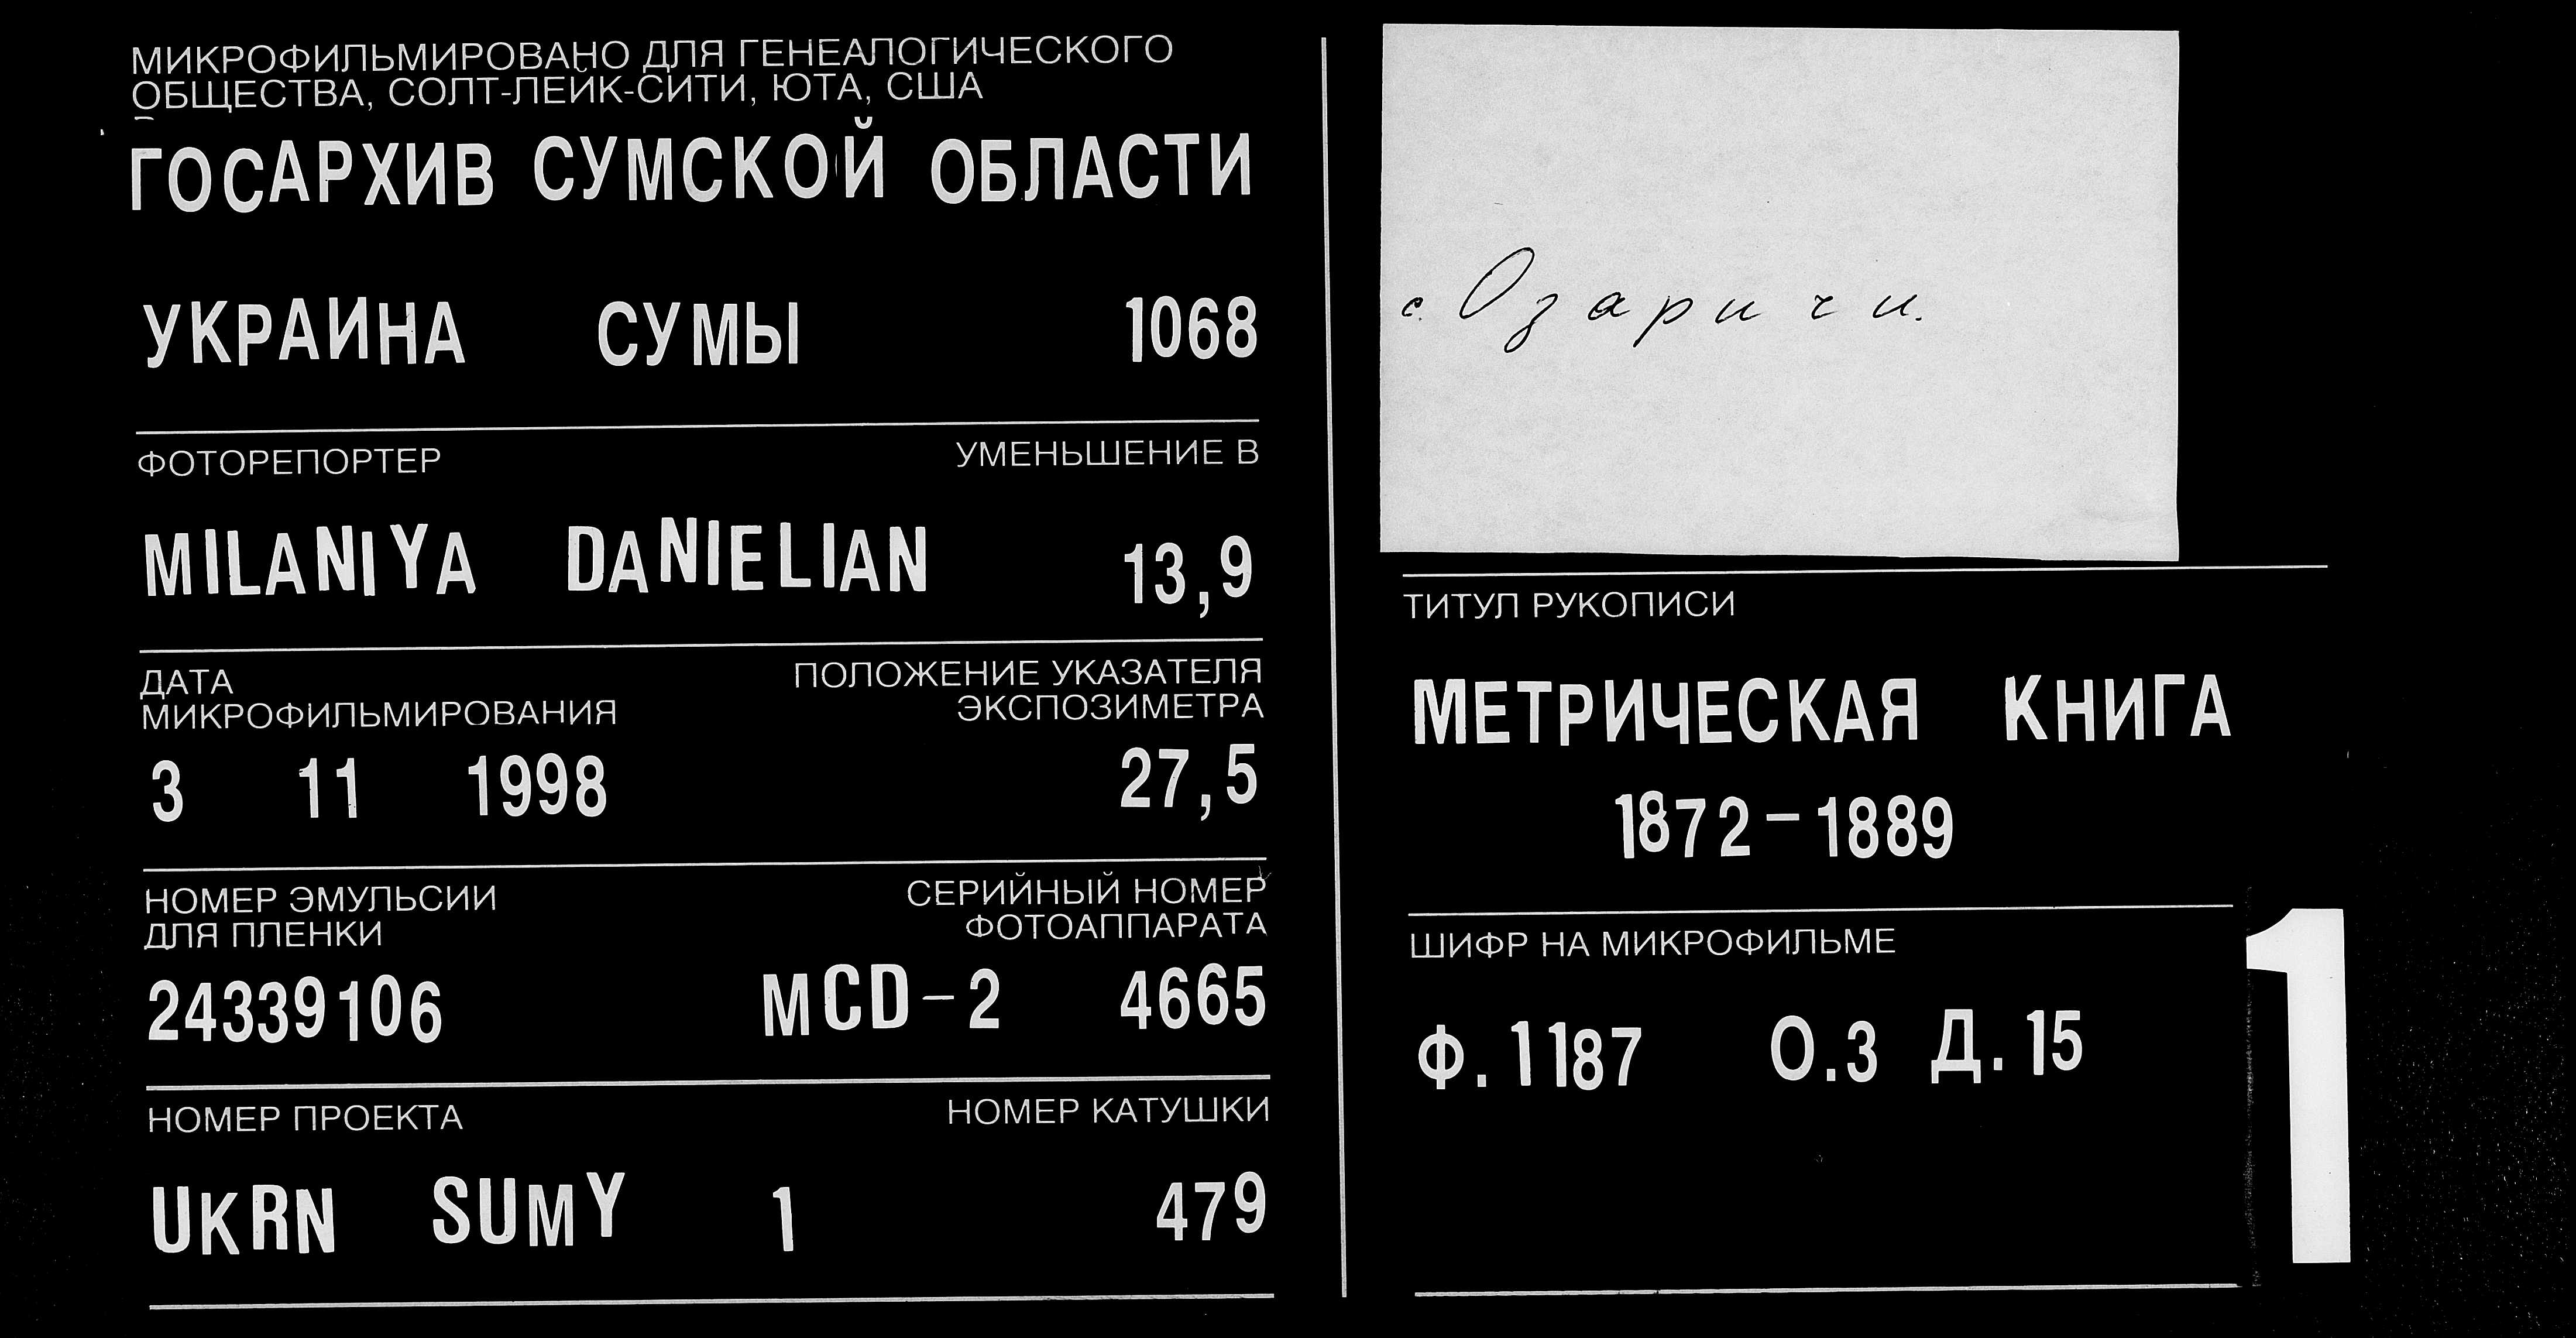 МИКРОФИЛЬМИРОВАНО ДЛЯ ГЕНЕАЛОГИЧЕСКОГО
ОБЩЕСТВА, СОЛТ-ЛЕЙК-СИТИ, ЮТА, США
ГОСАРХИВ СУМСКОЙ ОБЛАСТИ
УКРАИНА СУМЫ 1068
ФОТОРЕПОРТЕР УМЕНЬШЕНИЕ В
MILANIYA DANIELIAN 13,9
ДАТА
МИКРОФИЛЬМИРОВАНИЯ
3 11 1998
ПОЛОЖЕНИЕ УКАЗАТЕЛЯ
ЭКСПОЗИМЕТРА
27,5
НОМЕР ЭМУЛЬСИИ
ДЛЯ ПЛЕНКИ
24339106
СЕРИЙНЫЙ НОМЕР
ФОТОАППАРАТА
MCD-2 4665
НОМЕР ПРОЕКТА НОМЕР КАТУШКИ
UKRN SUMY 1 479
с. Озаричи.
ТИТУЛ РУКОПИСИ
МЕТРИЧЕСКАЯ КНИГА
1872-1889
ШИФР НА МИКРОФИЛЬМЕ
Ф. 1187 О.3 Д. 15
1